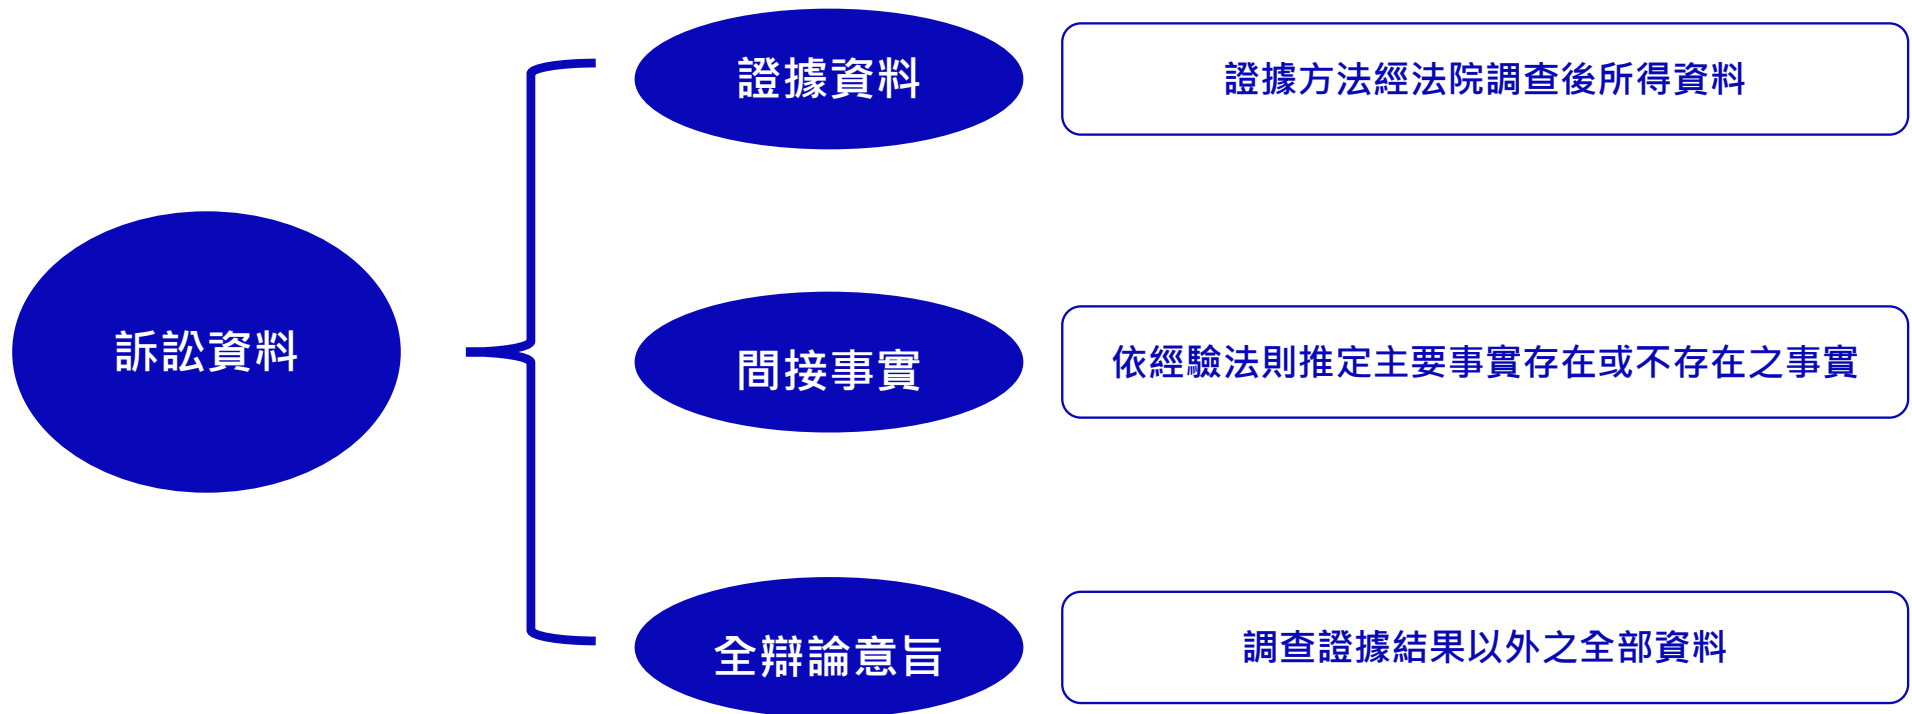 訴訟資料
證據資料
證據方法經法院調查後所得資料
間接事實
依經驗法則推定主要事實存在或不存在之事實
全辯論意旨
調查證據結果以外之全部資料